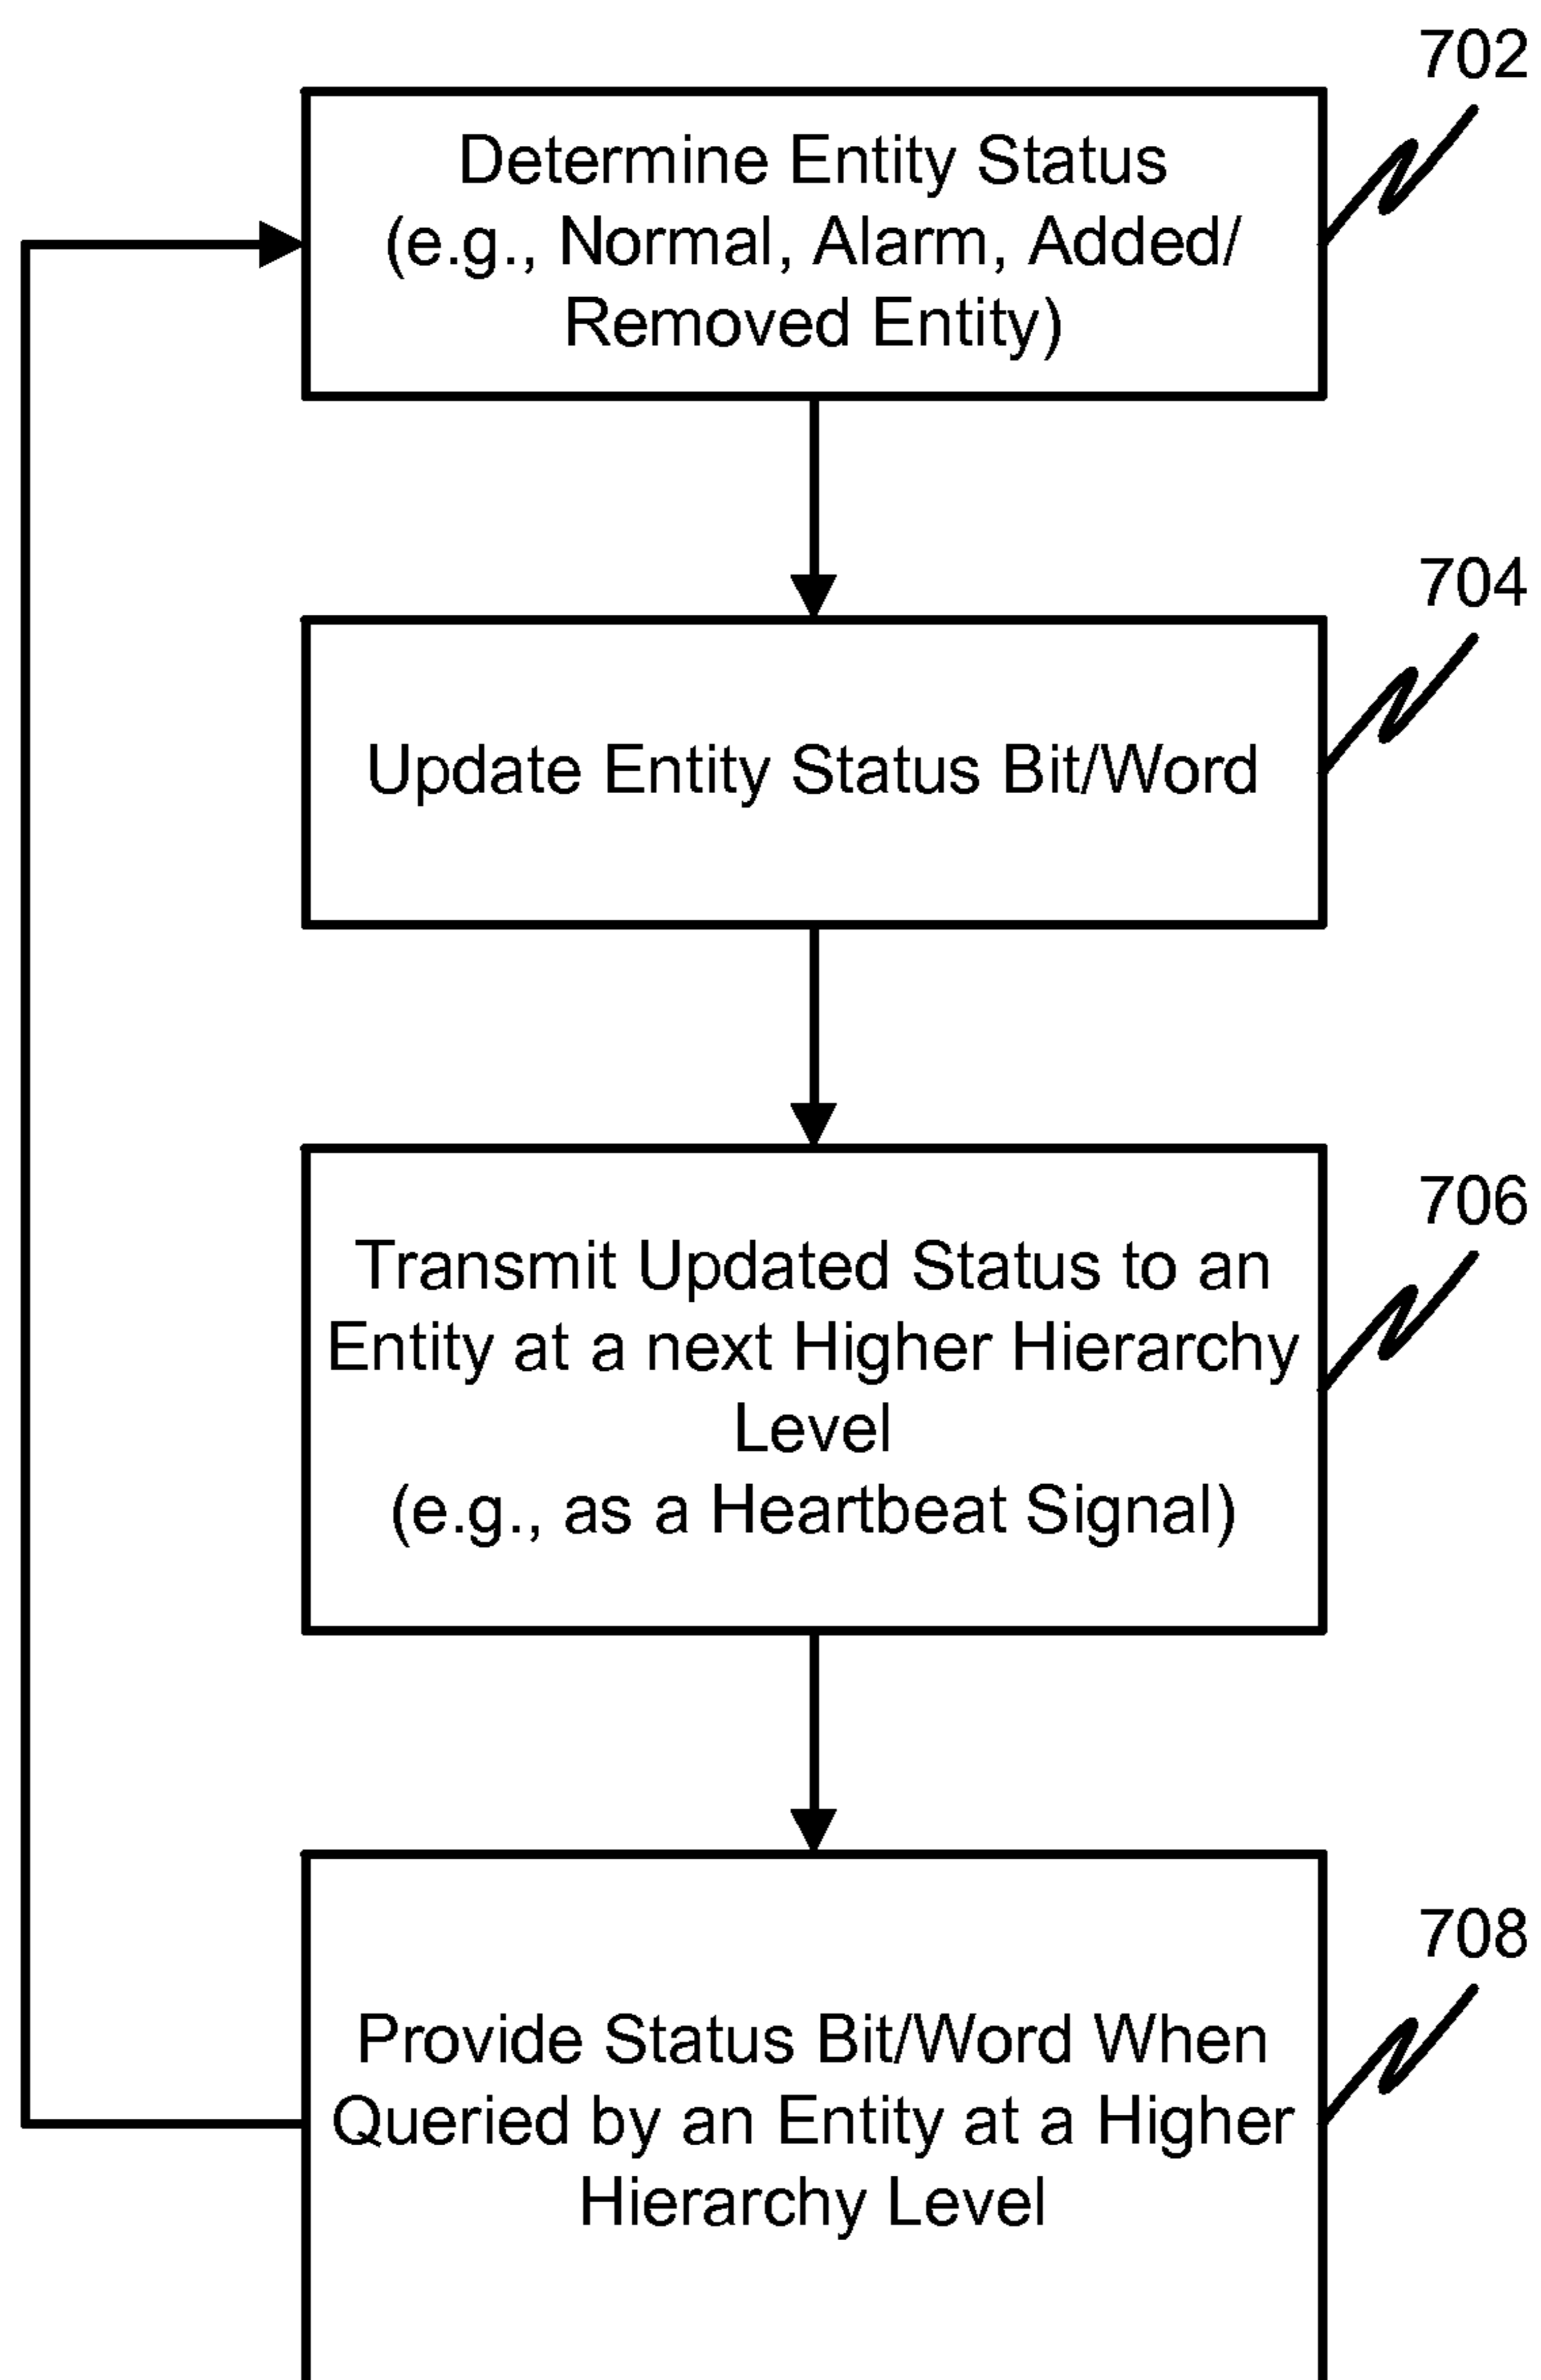 702
Determine Entity Status
(e.g., Normal, Alarm, Added/
Removed Entity)
704
Update Entity Status Bit/Word
706
Transmit Updated Status to an
Entity at a next Higher Hierarchy
Level
(e.g., as a Heartbeat Signal)
708
Provide Status Bit/Word When
Queried by an Entity at a Higher
Hierarchy Level